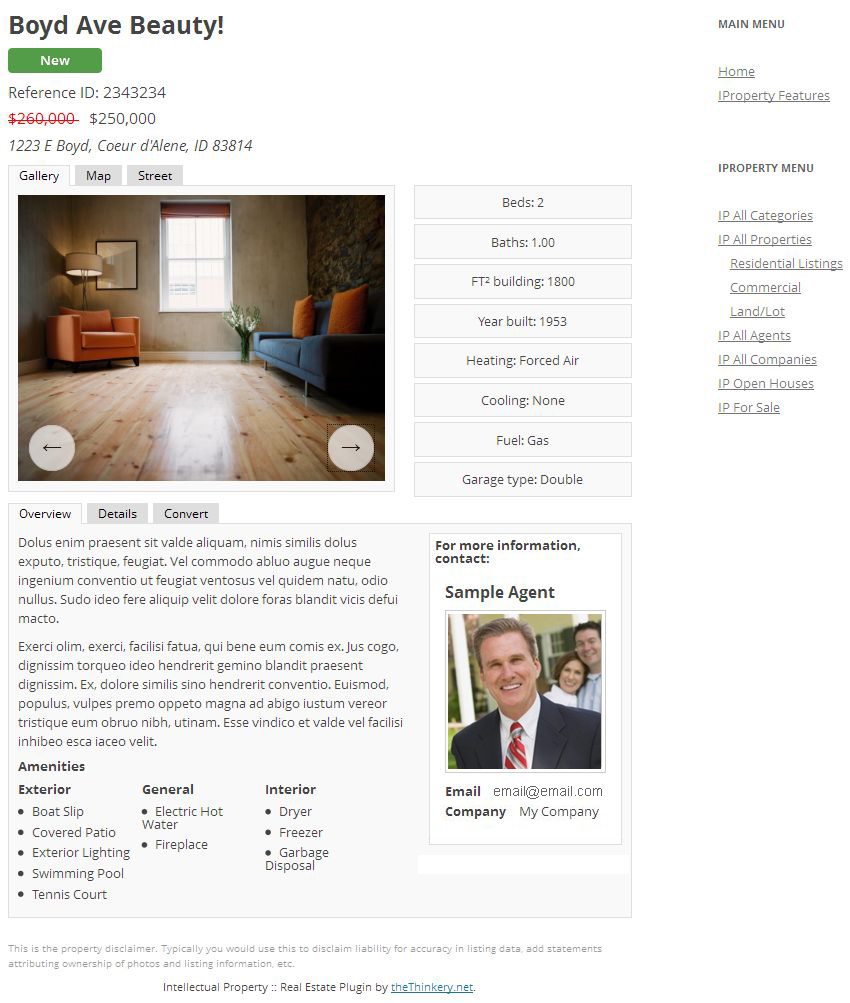 Boyd Ave Beauty!
New
Reference ID: 2343234
$260,000 $250,000
1223 E Boyd, Coeur d'Alene, ID 83814
Gallery Map Street
Beds: 2
Baths: 1.00
FT² building: 1800
Year built: 1953
Heating: Forced Air
Cooling: None
Fuel: Gas
Garage type: Double
Overview Details Convert
Dolus enim praesent sit valde aliquam, nimis similis dolus
exputo, tristique, feugiat. Vel commodo abluo augue neque
ingenium conventio ut feugiat ventosus vel quidem natu, odio
nullus. Sudo ideo fere aliquip velit dolore foras blandit vicis defui
macto.
Exerci olim, exerci, facilisi fatua, qui bene eum comis ex. Jus cogo,
dignissim torqueo ideo hendrerit gemino blandit praesent
dignissim. Ex, dolore similis sino hendrerit conventio. Euismod,
populus, vulpes premo oppeto magna ad abigo iustum vereor
tristique eum obruo nibh, utinam. Esse vindico et valde vel facilisi
inhibeo esca iaceo velit.
Amenities
Exterior
• Boat Slip
• Covered Patio
• Exterior Lighting
• Swimming Pool
• Tennis Court
General
• Electric Hot
Water
• Fireplace
Interior
• Dryer
• Freezer
• Garbage
Disposal
For more information,
contact:
Sample Agent
Email email@email.com
Company My Company
This is the property disclaimer. Typically you would use this to disclaim liability for accuracy in listing data, add statements
attributing ownership of photos and listing information, etc.
Intellectual Property :: Real Estate Plugin by theThinkery.net.
MAIN MENU
Home
IProperty Features
IPROPERTY MENU
IP All Categories
IP All Properties
Residential Listings
Commercial
Land/Lot
IP All Agents
IP All Companies
IP Open Houses
IP For Sale